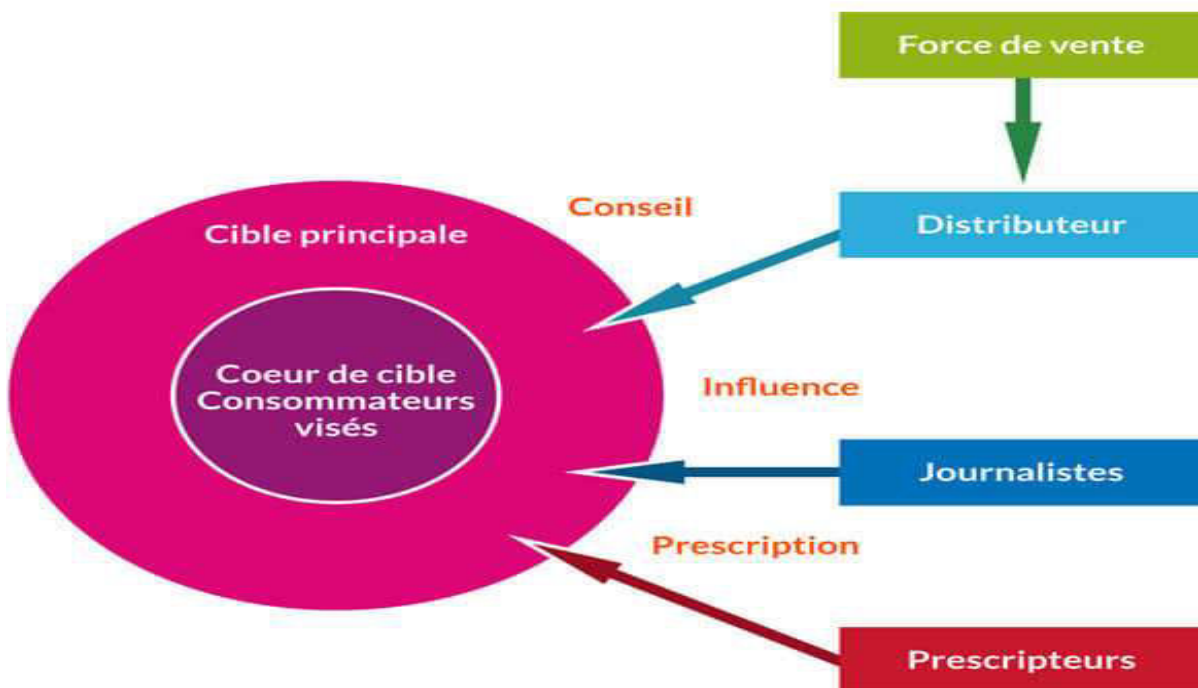 Force de vente
Conseil
Distributeur
Cible principale
Coeur de cible
Consommateurs
visés
Influence
Journalistes
Prescription
Prescripteurs